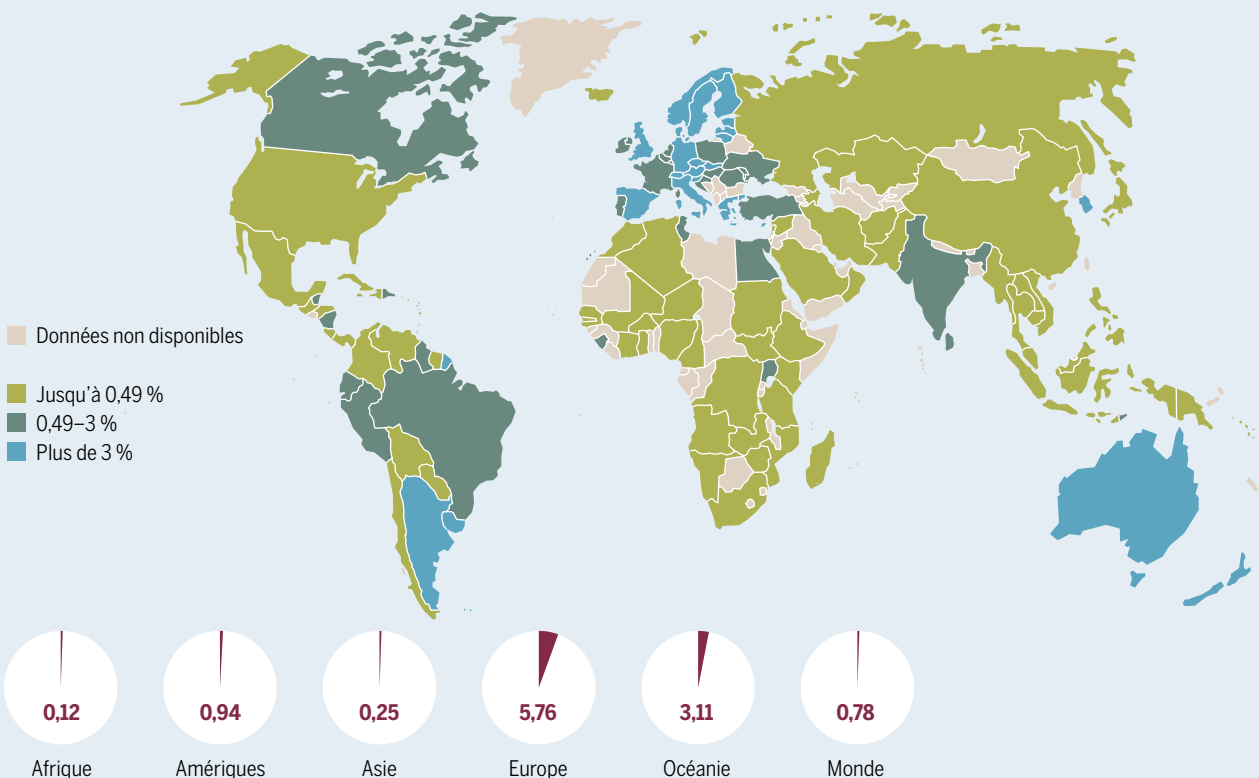 Données non disponibles
Jusqu'à 0,49 %
0,49–3 %
Plus de 3 %
0,12
0,94
0,25
5,76
3,11
0,78
Afrique
Amériques
Asie
Europe
Océanie
Monde